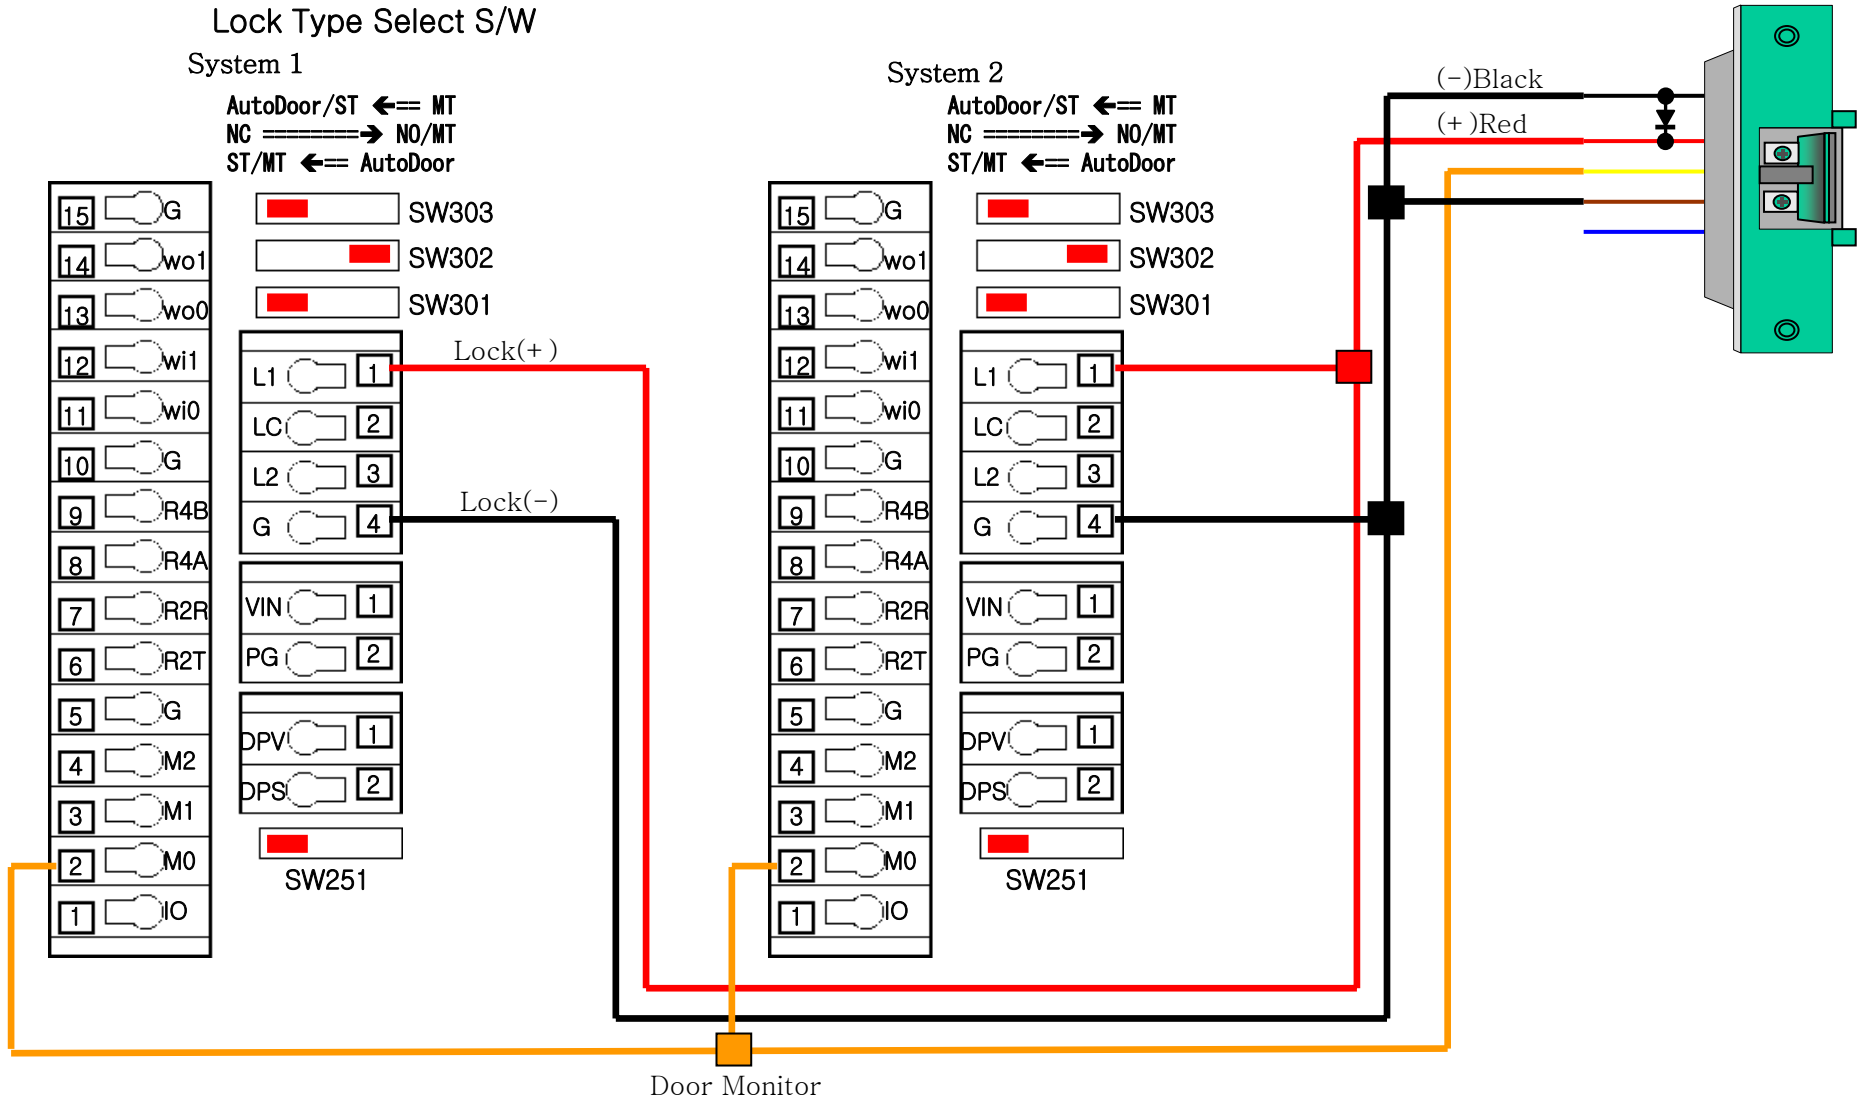 Lock Type Select S/W
System 1
AutoDoor/ST ←== MT
NC ========→ NO/MT
ST/MT ←== AutoDoor
15 G
14 wo1
13 wo0
12 wi1
11 wi0
10 G
9 R4B
8 R4A
7 R2R
6 R2T
5 G
4 M2
3 M1
2 M0
1 IO
SW303
SW302
SW301
L1 1
LC 2
L2 3
G 4
VIN 1
PG 2
DPV 1
DPS 2
SW251
Lock(+)
Lock(-)
System 2
AutoDoor/ST ←== MT
NC ========→ NO/MT
ST/MT ←== AutoDoor
15 G
14 wo1
13 wo0
12 wi1
11 wi0
10 G
9 R4B
8 R4A
7 R2R
6 R2T
5 G
4 M2
3 M1
2 M0
1 IO
SW303
SW302
SW301
L1 1
LC 2
L2 3
G 4
VIN 1
PG 2
DPV 1
DPS 2
SW251
(-)Black
(+)Red
Door Monitor